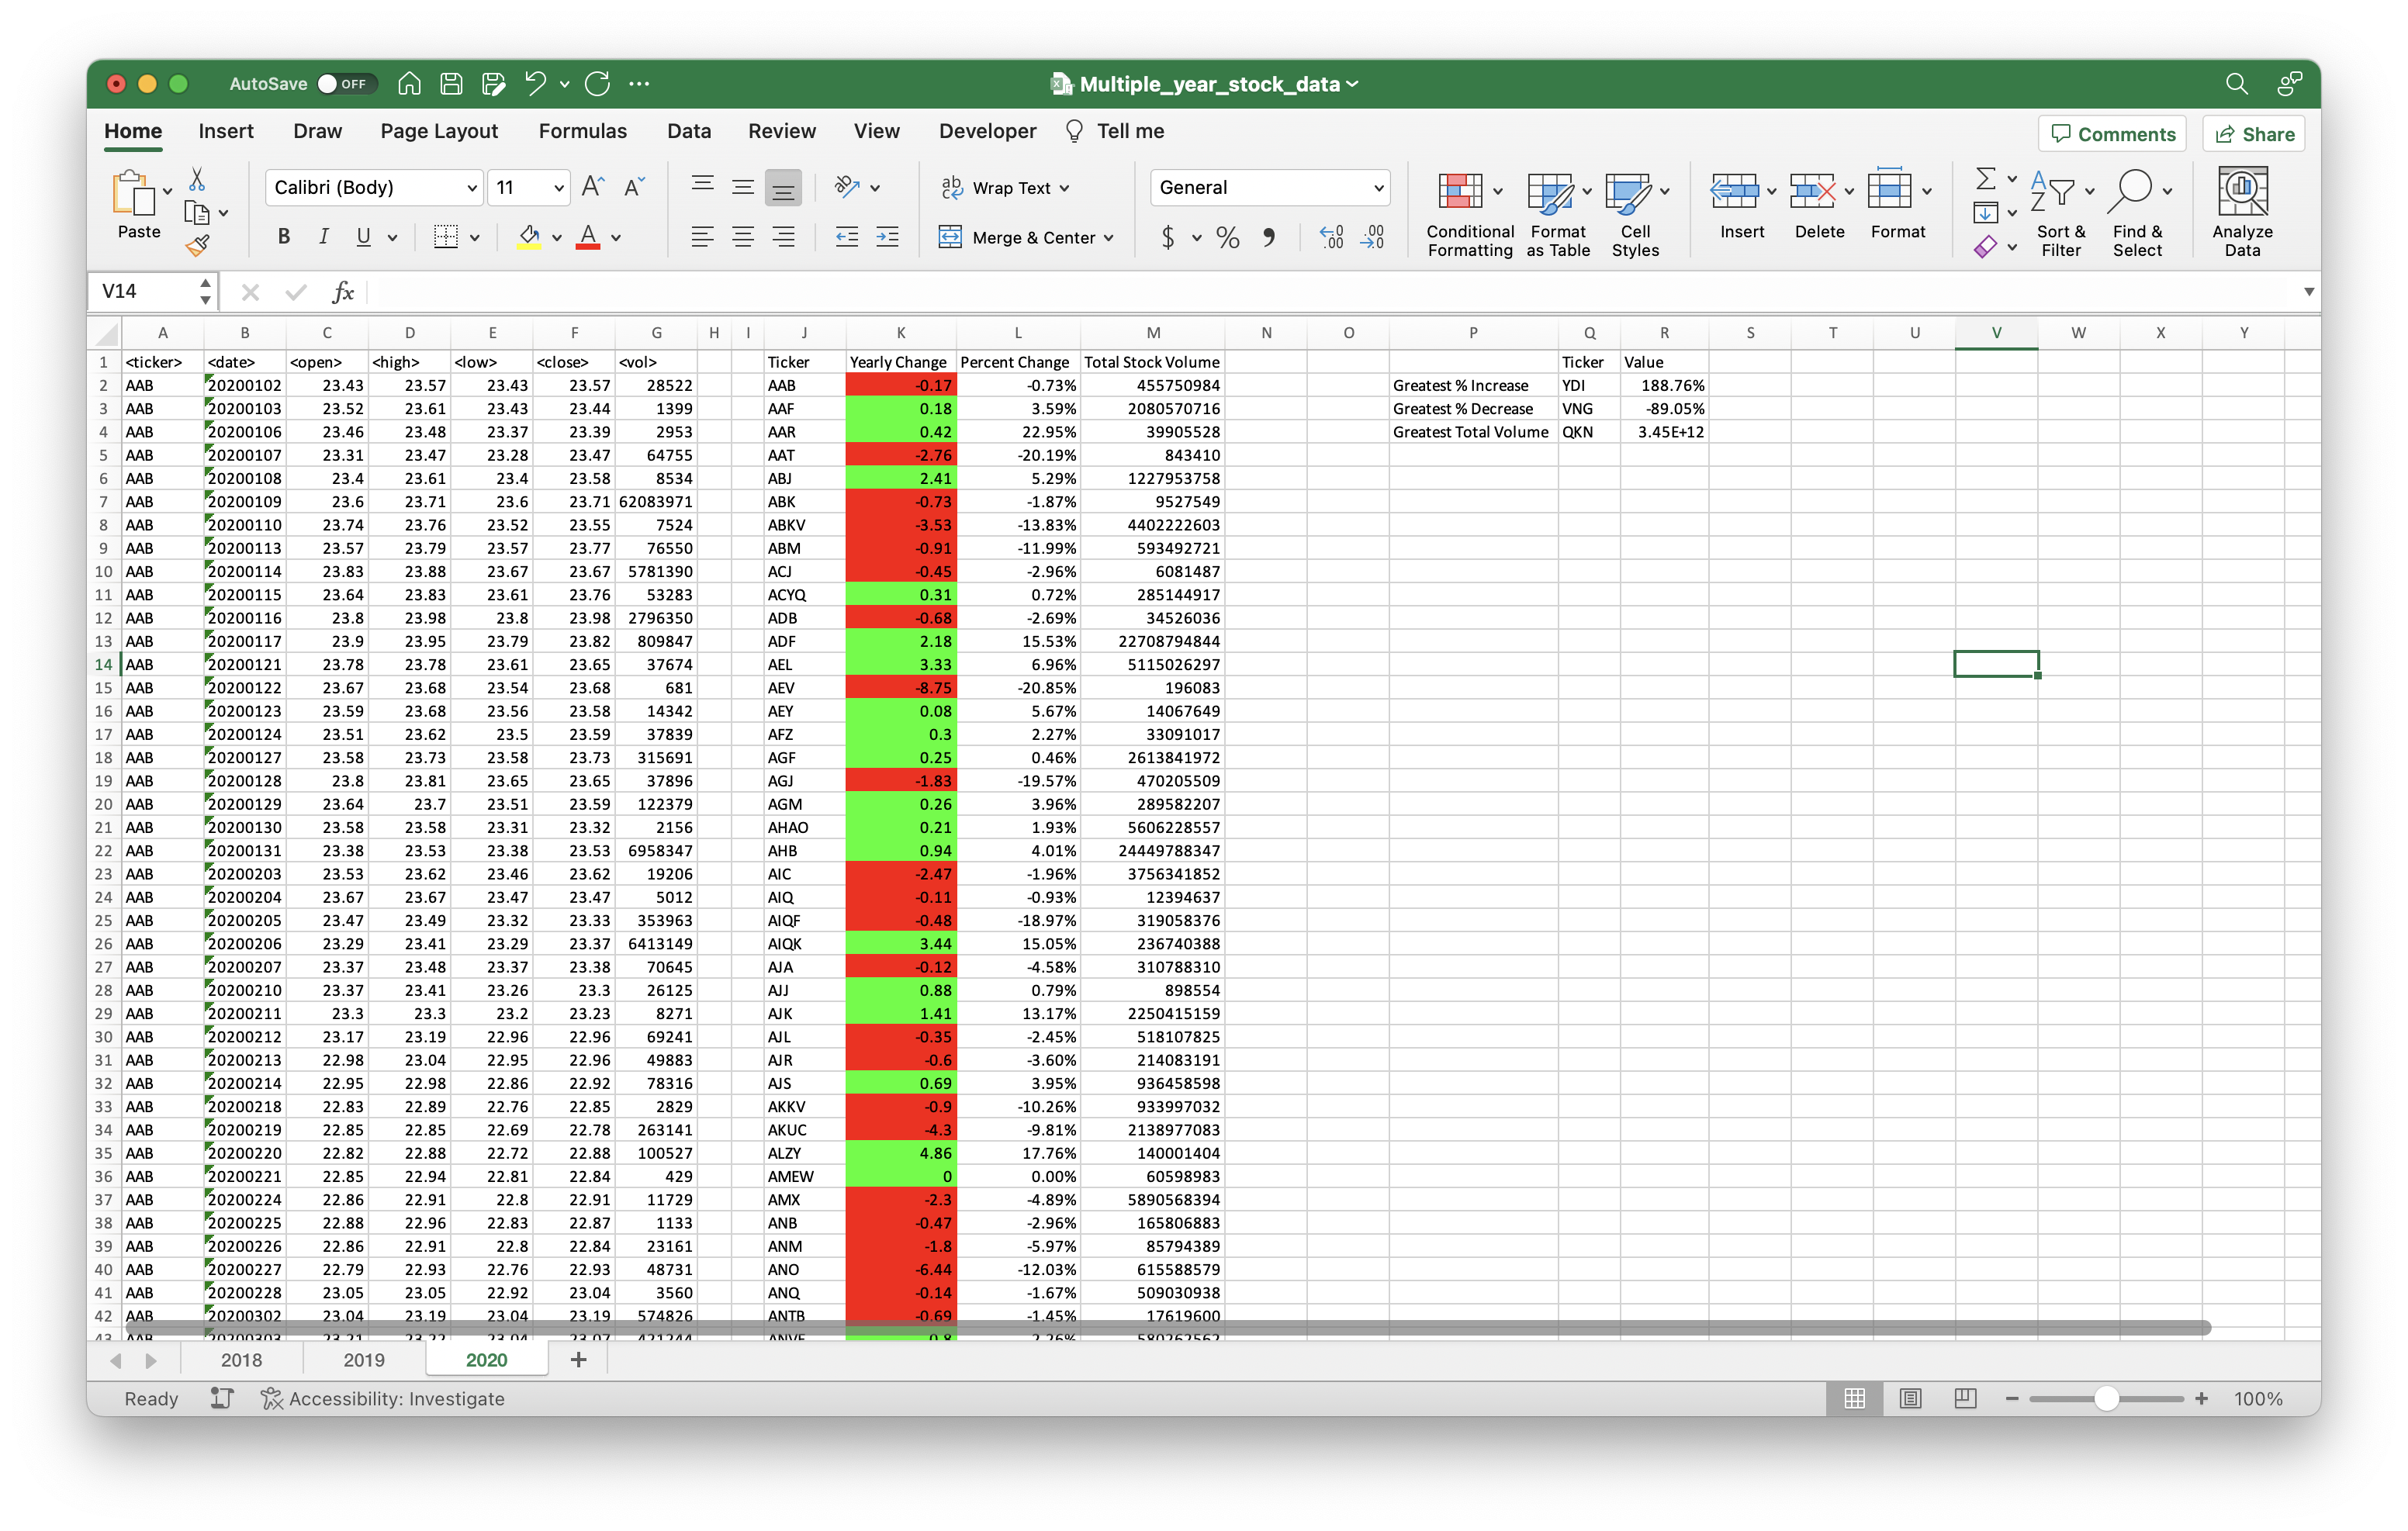 AutoSave OFF Multiple_year_stock_data
Home Insert Draw Page Layout Formulas Data Review View Developer Tell me Comments Share
Paste Calibri (Body) 11 Wrap Text General Conditional Formatting Format as Table Cell Styles Insert Delete Format Sort & Filter Find & Select Analyze Data
B I U A Merge & Center $ % 9
V14 fx
A B C D E F G H I J K L M N O P Q R S T U V W X Y
1 <ticker> <date> <open> <high> <low> <close> <vol> Ticker Yearly Change Percent Change Total Stock Volume Ticker Value
2 AAB 20200102 23.43 23.57 23.43 23.57 28522 AAB -0.17 -0.73% 455750984 Greatest % Increase YDI 188.76%
3 AAB 20200103 23.52 23.61 23.43 23.44 1399 AAF 0.18 3.59% 2080570716 Greatest % Decrease VNG -89.05%
4 AAB 20200106 23.46 23.48 23.37 23.39 2953 AAR 0.42 22.95% 39905528 Greatest Total Volume QKN 3.45E+12
5 AAB 20200107 23.31 23.47 23.28 23.47 64755 AAT -2.76 -20.19% 843410
6 AAB 20200108 23.4 23.61 23.4 23.58 8534 ABJ 2.41 5.29% 1227953758
7 AAB 20200109 23.6 23.71 23.6 23.71 62083971 ABK -0.73 -1.87% 9527549
8 AAB 20200110 23.74 23.76 23.52 23.55 7524 ABKV -3.53 -13.83% 4402222603
9 AAB 20200113 23.57 23.79 23.57 23.77 76550 ABM -0.91 -11.99% 593492721
10 AAB 20200114 23.83 23.88 23.67 23.67 5781390 ACJ -0.45 -2.96% 6081487
11 AAB 20200115 23.64 23.83 23.61 23.76 53283 ACYQ 0.31 0.72% 285144917
12 AAB 20200116 23.8 23.98 23.8 23.98 2796350 ADB -0.68 -2.69% 34526036
13 AAB 20200117 23.9 23.95 23.79 23.82 809847 ADF 2.18 15.53% 22708794844
14 AAB 20200121 23.78 23.78 23.61 23.65 37674 AEL 3.33 6.96% 5115026297
15 AAB 20200122 23.67 23.68 23.54 23.68 681 AEV -8.75 -20.85% 196083
16 AAB 20200123 23.59 23.68 23.56 23.58 14342 AEY 0.08 5.67% 14067649
17 AAB 20200124 23.51 23.62 23.5 23.59 37839 AFZ 0.3 2.27% 33091017
18 AAB 20200127 23.58 23.73 23.58 23.73 315691 AGF 0.25 0.46% 2613841972
19 AAB 20200128 23.8 23.81 23.65 23.65 37896 AGJ -1.83 -19.57% 470205509
20 AAB 20200129 23.64 23.7 23.51 23.59 122379 AGM 0.26 3.96% 289582207
21 AAB 20200130 23.58 23.58 23.31 23.32 2156 AHAO 0.21 1.93% 5606228557
22 AAB 20200131 23.38 23.53 23.38 23.53 6958347 AHB 0.94 4.01% 24449788347
23 AAB 20200203 23.53 23.62 23.46 23.62 19206 AIC -2.47 -1.96% 3756341852
24 AAB 20200204 23.67 23.67 23.47 23.47 5012 AIQ -0.11 -0.93% 12394637
25 AAB 20200205 23.47 23.49 23.32 23.33 353963 AIQF -0.48 -18.97% 319058376
26 AAB 20200206 23.29 23.41 23.29 23.37 6413149 AIQK 3.44 15.05% 236740388
27 AAB 20200207 23.37 23.48 23.37 23.38 70645 AJA -0.12 -4.58% 310788310
28 AAB 20200210 23.37 23.41 23.26 23.3 26125 AJJ 0.88 0.79% 898554
29 AAB 20200211 23.3 23.3 23.2 23.23 8271 AJK 1.41 13.17% 2250415159
30 AAB 20200212 23.17 23.19 22.96 22.96 69241 AJL -0.35 -2.45% 518107825
31 AAB 20200213 22.98 23.04 22.95 22.96 49883 AJR -0.6 -3.60% 214083191
32 AAB 20200214 22.95 22.98 22.86 22.92 78316 AJS 0.69 3.95% 936458598
33 AAB 20200218 22.83 22.89 22.76 22.85 2829 AKKV -0.9 -10.26% 933997032
34 AAB 20200219 22.85 22.85 22.69 22.78 263141 AKUC -4.3 -9.81% 2138977083
35 AAB 20200220 22.82 22.88 22.72 22.88 100527 ALZY 4.86 17.76% 140001404
36 AAB 20200221 22.85 22.94 22.81 22.84 429 AMEW 0 0.00% 60598983
37 AAB 20200224 22.86 22.91 22.8 22.91 11729 AMX -2.3 -4.89% 5890568394
38 AAB 20200225 22.88 22.96 22.83 22.87 1133 ANB -0.47 -2.96% 165806883
39 AAB 20200226 22.86 22.91 22.8 22.84 23161 ANM -1.8 -5.97% 85794389
40 AAB 20200227 22.79 22.93 22.76 22.93 48731 ANO -6.44 -12.03% 615588579
41 AAB 20200228 23.05 23.05 22.92 23.04 3560 ANQ -0.14 -1.67% 509030938
42 AAB 20200302 23.04 23.19 23.04 23.19 574826 ANTB -0.69 -1.45% 17619600
2018 2019 2020 +
Ready Accessibility: Investigate 100%